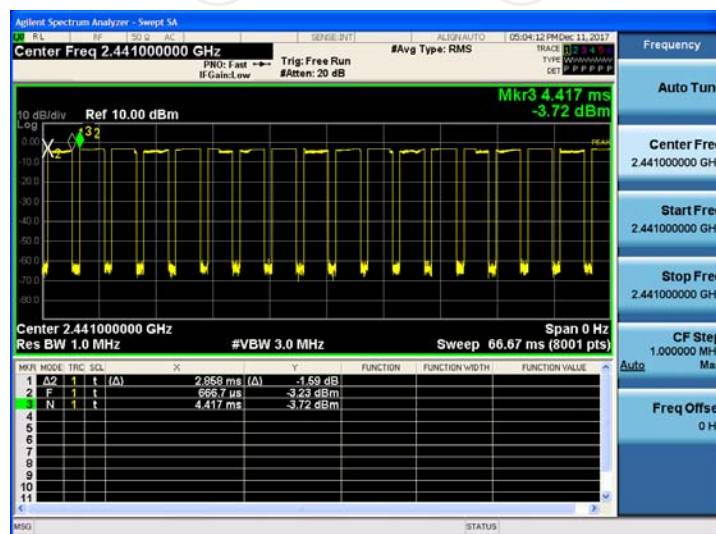 Agilent Spectrum Analyzer - Swept SA
RL RF 50 Ω AC SENSE:INT ALIGN AUTO 05:04:12 PM Dec 11, 2017
Center Freq 2.441000000 GHz
PNO: Fast
IFGain:Low
Trig: Free Run
#Atten: 20 dB
#Avg Type: RMS
TRACE 1 2 3 4 5 6
TYPE WWWWWW
DET P P P P P P
Mkr3 4.417 ms
-3.72 dBm
10 dB/div Ref 10.00 dBm
Log
0.00
-10.0
-20.0
-30.0
-40.0
-50.0
-60.0
-70.0
-80.0
X2
1 3 2
PEAK
Center 2.441000000 GHz Span 0 Hz
Res BW 1.0 MHz #VBW 3.0 MHz Sweep 66.67 ms (8001 pts)
MKR MODE TRC SCL X Y FUNCTION FUNCTION WIDTH FUNCTION VALUE
1 Δ2 1 t (Δ) 2.858 ms (Δ) -1.59 dB
2 F 1 t 666.7 µs -3.23 dBm
3 N 1 t 4.417 ms -3.72 dBm
4
5
6
7
8
9
10
11
MSG STATUS
Frequency
Auto Tun
Center Fre
2.441000000 GH
Start Fre
2.441000000 GH
Stop Fre
2.441000000 GH
CF Ste
1.000000 MH
Auto Ma
Freq Offse
0 H